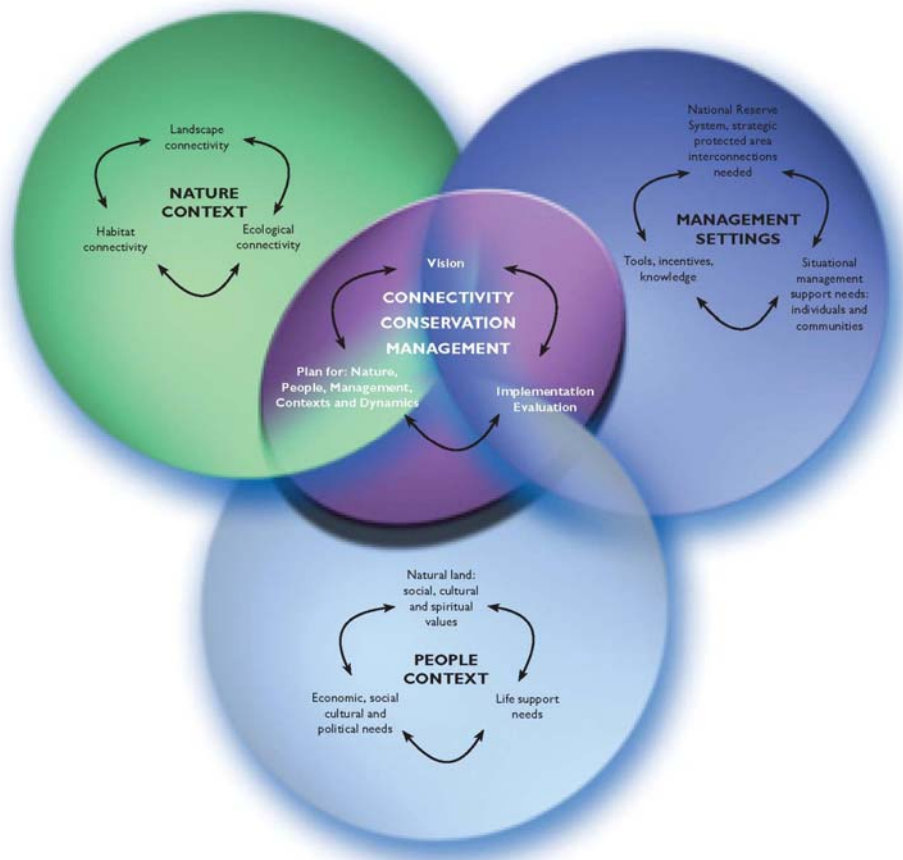 Landscape
connectivity
NATURE
CONTEXT
Habitat
connectivity
Ecological
connectivity
National Reserve
System, strategic
protected area
interconnections
needed
MANAGEMENT
SETTINGS
Tools, incentives,
knowledge
Situational
management
support needs:
individuals and
communities
Vision
CONNECTIVITY
CONSERVATION
MANAGEMENT
Plan for: Nature,
People, Management,
Contexts and Dynamics
Implementation
Evaluation
Natural land:
social, cultural
and spiritual
values
PEOPLE
CONTEXT
Economic, social
cultural and
political needs
Life support
needs